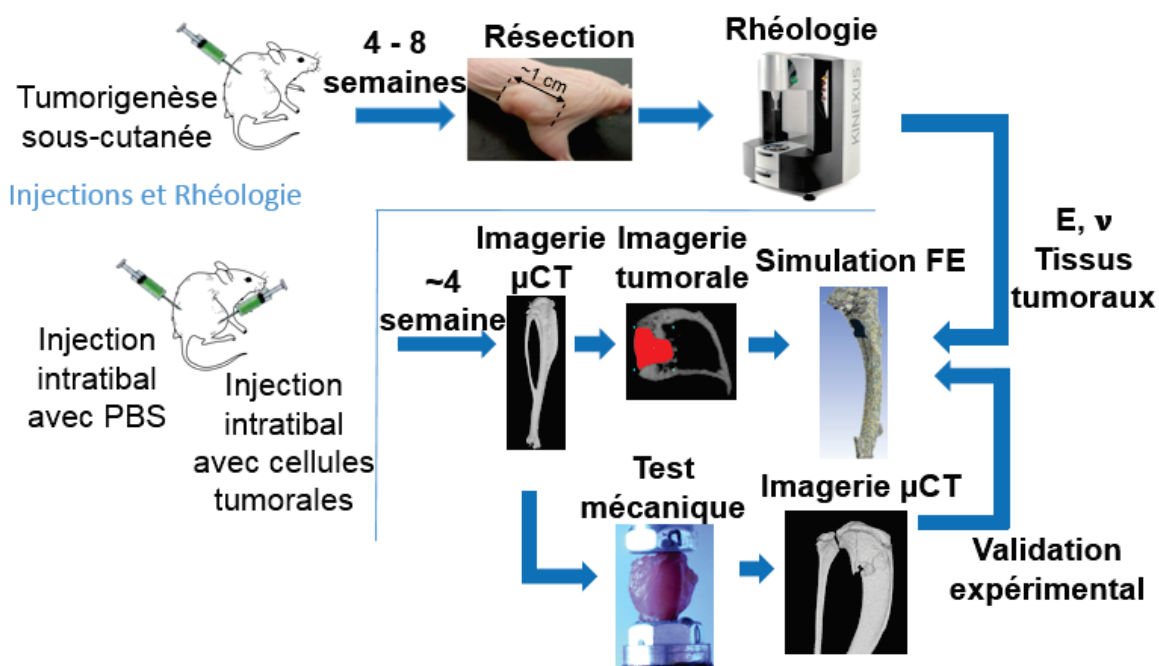 4 - 8
semaines
Résection
Rhéologie
~1 cm
KINEXUS
Tumorigenèse
sous-cutanée
Injections et Rhéologie
E, ν
Tissus
tumoraux
Imagerie
µCT
Imagerie
tumorale
Simulation FE
~4
semaine
Injection
intratibal
avec PBS
Injection
intratibal
avec cellules
tumorales
Test
mécanique
Imagerie µCT
Validation
expérimental